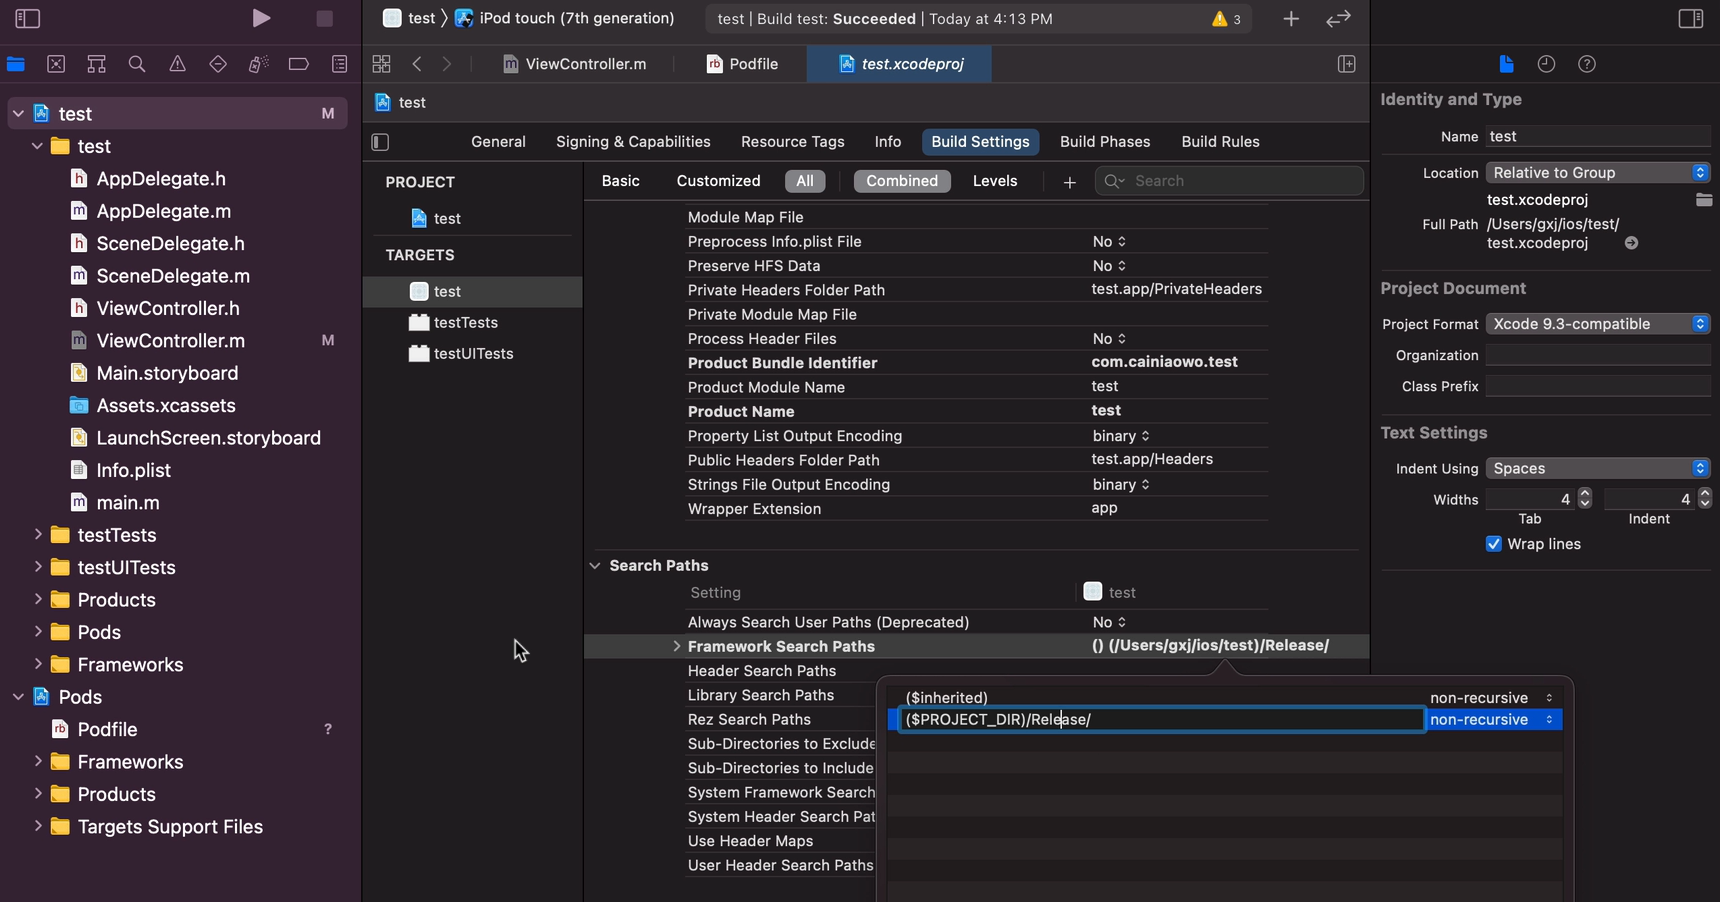 test 〉 iPod touch (7th generation)
test | Build test: Succeeded | Today at 4:13 PM
3
ViewController.m
Podfile
test.xcodeproj
test
M
test
AppDelegate.h
AppDelegate.m
SceneDelegate.h
SceneDelegate.m
ViewController.h
ViewController.m
M
Main.storyboard
Assets.xcassets
LaunchScreen.storyboard
Info.plist
main.m
testTests
testUITests
Products
Pods
Frameworks
Pods
Podfile
?
Frameworks
Products
Targets Support Files
test
General
Signing & Capabilities
Resource Tags
Info
Build Settings
Build Phases
Build Rules
PROJECT
test
TARGETS
test
testTests
testUITests
Basic
Customized
All
Combined
Levels
+
Search
Module Map File
Preprocess Info.plist File No
Preserve HFS Data No
Private Headers Folder Path test.app/PrivateHeaders
Private Module Map File
Process Header Files No
Product Bundle Identifier com.cainiaowo.test
Product Module Name test
Product Name test
Property List Output Encoding binary
Public Headers Folder Path test.app/Headers
Strings File Output Encoding binary
Wrapper Extension app
Search Paths
Setting test
Always Search User Paths (Deprecated) No
Framework Search Paths () (/Users/gxj/ios/test)/Release/
Header Search Paths
Library Search Paths
Rez Search Paths
Sub-Directories to Exclude
Sub-Directories to Include
System Framework Search
System Header Search Pat
Use Header Maps
User Header Search Paths
($inherited) non-recursive
($PROJECT_DIR)/Release/ non-recursive
Identity and Type
Name test
Location Relative to Group
test.xcodeproj
Full Path /Users/gxj/ios/test/
test.xcodeproj
Project Document
Project Format Xcode 9.3-compatible
Organization
Class Prefix
Text Settings
Indent Using Spaces
Widths 4 4
Tab Indent
Wrap lines